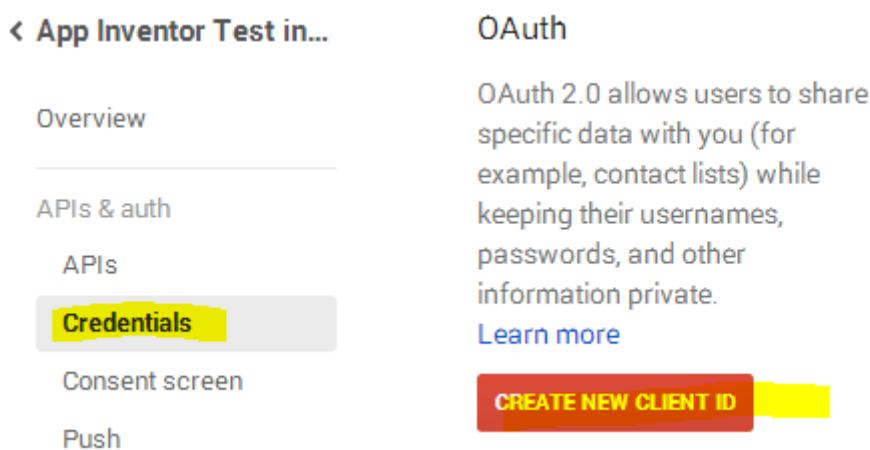 App Inventor Test in...
Overview
APIs & auth
APIs
Credentials
Consent screen
Push
OAuth
OAuth 2.0 allows users to share
specific data with you (for
example, contact lists) while
keeping their usernames,
passwords, and other
information private.
Learn more
CREATE NEW CLIENT ID